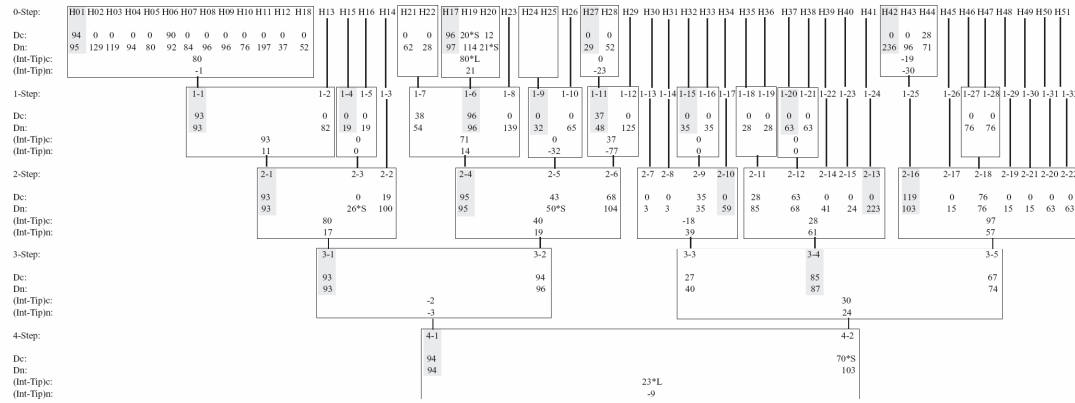 0-Step: H01 H02 H03 H04 H05 H06 H07 H08 H09 H10 H11 H12 H18 H13 H15 H16 H14 H21 H22 H17 H19 H20 H23 H24 H25 H26 H27 H28 H29 H30 H31 H32 H33 H34 H35 H36 H37 H38 H39 H40 H41 H42 H43 H44 H45 H46 H47 H48 H49 H50 H51
Dc: 94 0 0 0 0 90 0 0 0 0 0 0 0 0 0 96 20*S 12 0 0 0 0 28
Dn: 95 129 119 94 80 92 84 96 96 76 197 37 52 62 28 97 114 21*S 29 52 236 96 71
(Int-Tip)c: 80 80*L 0 -19
(Int-Tip)n: -1 21 -23 -30
1-Step: 1-1 1-2 1-4 1-5 1-3 1-7 1-6 1-8 1-9 1-10 1-11 1-12 1-13 1-14 1-15 1-16 1-17 1-18 1-19 1-20 1-21 1-22 1-23 1-24 1-25 1-26 1-27 1-28 1-29 1-30 1-31 1-32
Dc: 93 0 0 0 38 96 0 0 0 37 0 0 0 0 0 0 0 0 0
Dn: 93 82 19 19 54 96 139 32 65 48 125 35 33 28 28 63 63 76 76
(Int-Tip)c: 93 0 71 0 37 0 0
(Int-Tip)n: 11 0 14 -32 -77 0 0
2-Step: 2-1 2-3 2-2 2-4 2-5 2-6 2-7 2-8 2-9 2-10 2-11 2-12 2-14 2-15 2-13 2-16 2-17 2-18 2-19 2-21 2-20 2-22
Dc: 93 0 19 95 43 68 0 0 35 0 28 63 0 0 0 119 0 76 0 0 0 0
Dn: 93 26*S 100 95 50*S 104 3 3 35 59 85 68 41 24 223 103 15 76 15 15 63 63
(Int-Tip)c: 80 40 -18 28 97
(Int-Tip)n: 17 19 39 61 57
3-Step: 3-1 3-2 3-3 3-4 3-5
Dc: 93 94 27 85 67
Dn: 93 96 40 87 74
(Int-Tip)c: -2 30
(Int-Tip)n: -3 24
4-Step: 4-1 4-2
Dc: 94 70*S
Dn: 94 103
(Int-Tip)c: 23*L
(Int-Tip)n: -9